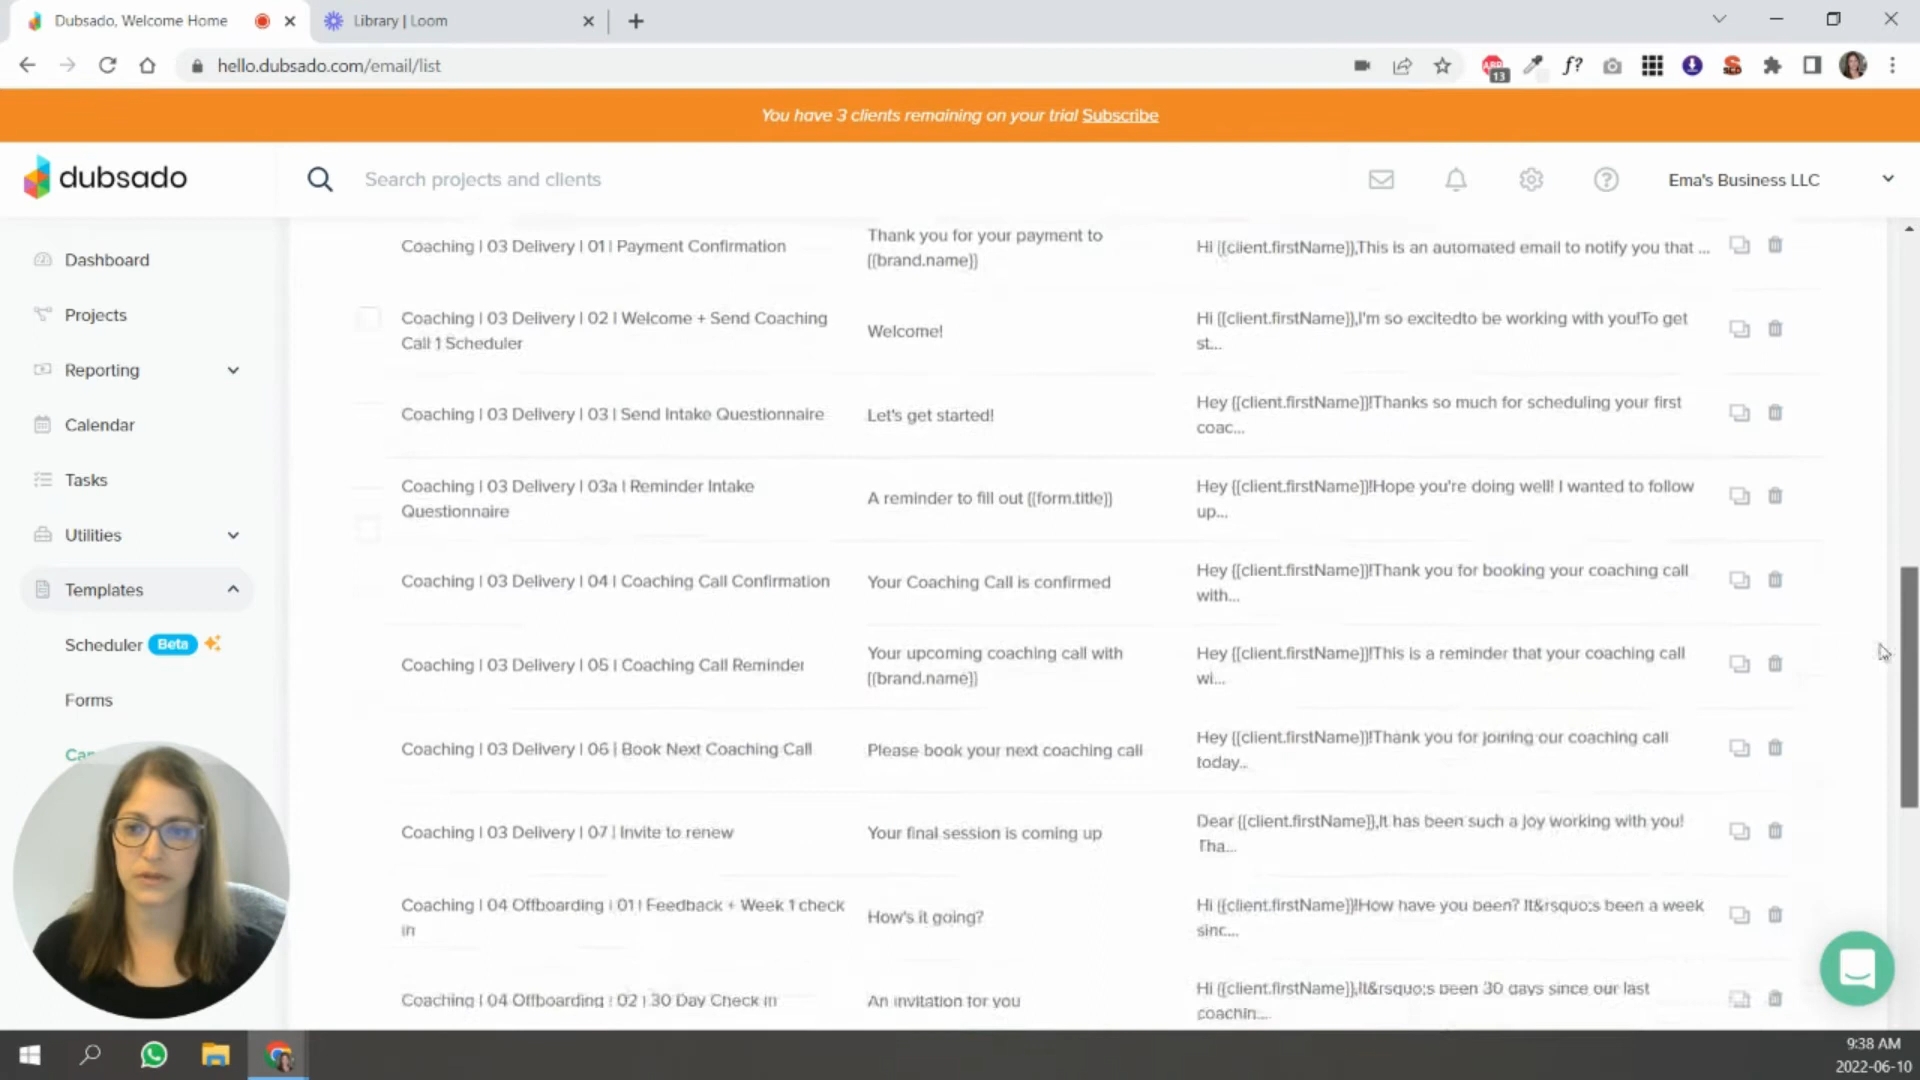 Dubsado, Welcome Home
Library | Loom
hello.dubsado.com/email/list
13
f?
You have 3 clients remaining on your trial Subscribe
dubsado
Search projects and clients
Ema's Business LLC
Dashboard
Projects
Reporting
Calendar
Tasks
Utilities
Templates
Scheduler Beta
Forms
Coaching | 03 Delivery | 01 | Payment Confirmation
Thank you for your payment to
{{brand.name}}
Hi {{client.firstName}},This is an automated email to notify you that ...
Coaching | 03 Delivery | 02 | Welcome + Send Coaching
Call 1 Scheduler
Welcome!
Hi {{client.firstName}},I'm so excitedto be working with you!To get
st...
Coaching | 03 Delivery | 03 | Send Intake Questionnaire
Let's get started!
Hey {{client.firstName}}!Thanks so much for scheduling your first
coac...
Coaching | 03 Delivery | 03a | Reminder Intake
Questionnaire
A reminder to fill out {{form.title}}
Hey {{client.firstName}}!Hope you're doing well! I wanted to follow
up...
Coaching | 03 Delivery | 04 | Coaching Call Confirmation
Your Coaching Call is confirmed
Hey {{client.firstName}}!Thank you for booking your coaching call
with...
Coaching | 03 Delivery | 05 | Coaching Call Reminder
Your upcoming coaching call with
{{brand.name}}
Hey {{client.firstName}}!This is a reminder that your coaching call
wi...
Coaching | 03 Delivery | 06 | Book Next Coaching Call
Please book your next coaching call
Hey {{client.firstName}}!Thank you for joining our coaching call
today...
Coaching | 03 Delivery | 07 | Invite to renew
Your final session is coming up
Dear {{client.firstName}},It has been such a joy working with you!
Tha...
Coaching | 04 Offboarding | 01 | Feedback + Week 1 check
in
How's it going?
Hi {{client.firstName}}!How have you been? It&rsquo;s been a week
sinc...
Coaching | 04 Offboarding | 02 | 30 Day Check in
An invitation for you
Hi {{client.firstName}},It&rsquo;s been 30 days since our last
coachin...
9:38 AM
2022-06-10